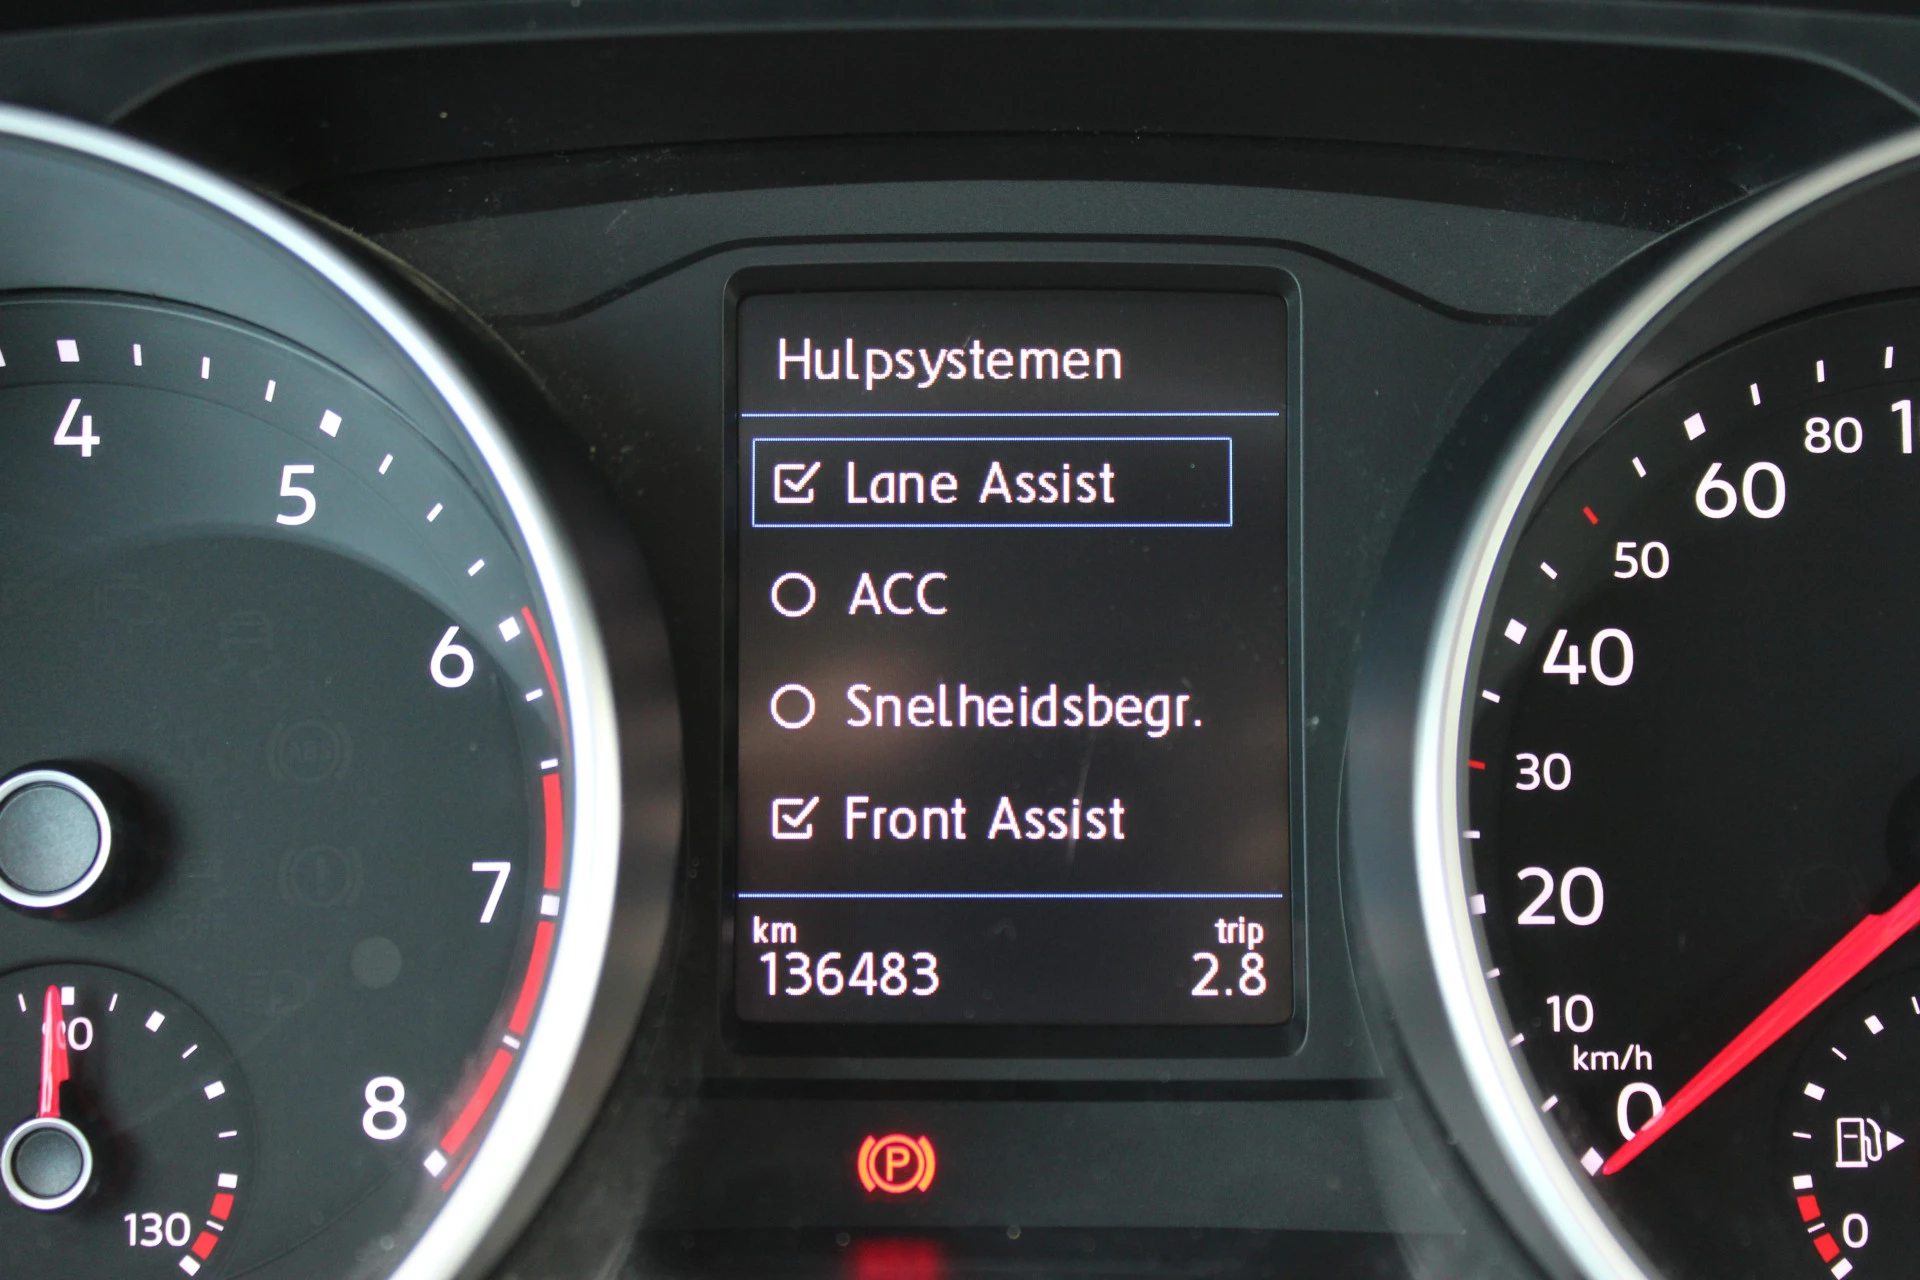 Hulpsystemen
Lane Assist
ACC
Snelheidsbegr.
Front Assist
km
trip
136483
2.8
P
4
5
6
7
8
130
80
60
50
40
30
20
10
km/h
0
0